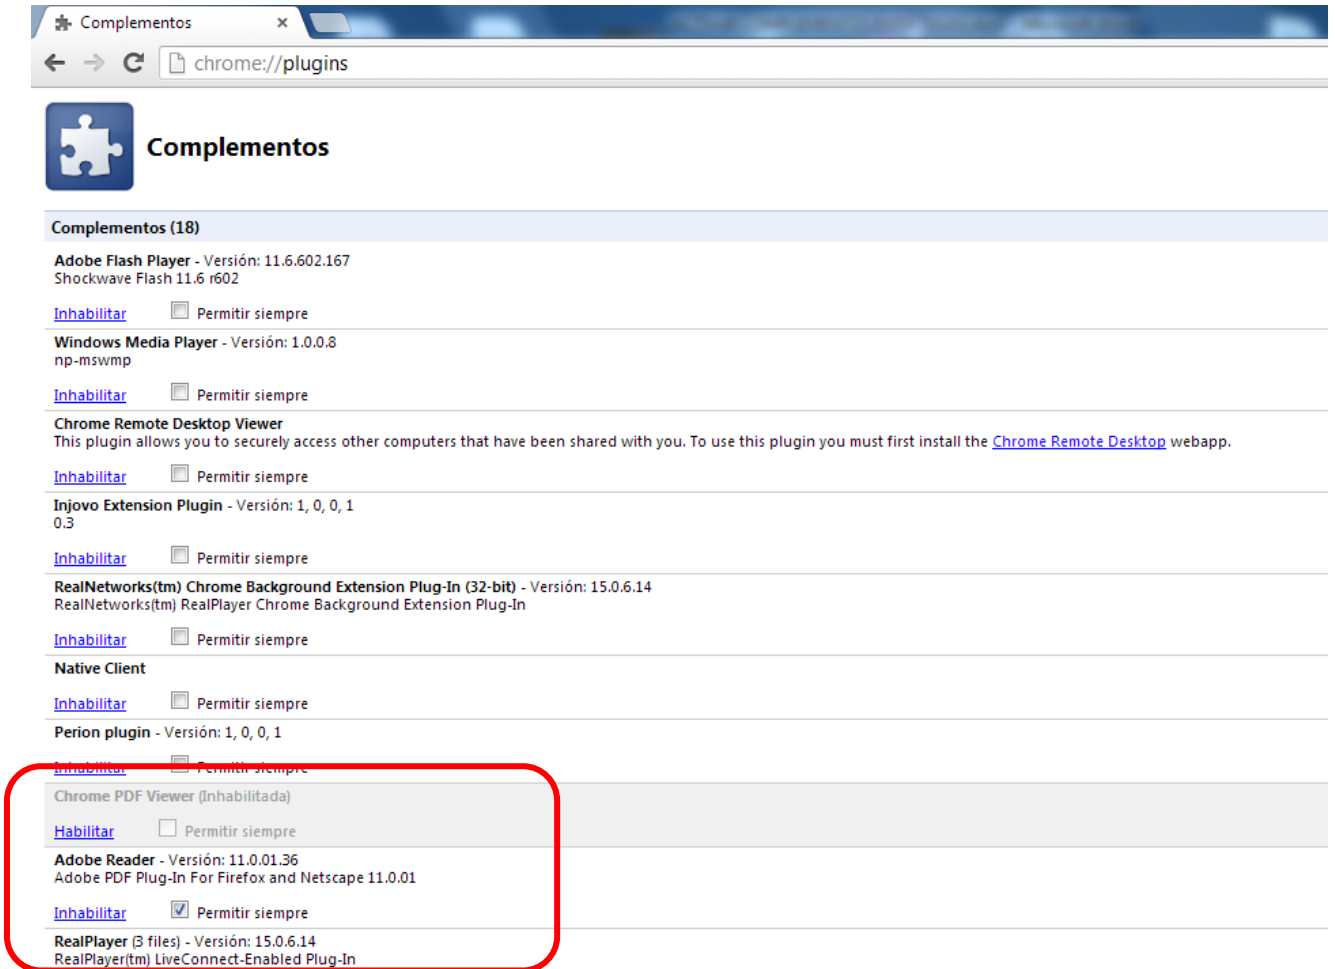 Complementos
chrome://plugins
Complementos
Complementos (18)
Adobe Flash Player - Versión: 11.6.602.167
Shockwave Flash 11.6 r602
Inhabilitar Permitir siempre
Windows Media Player - Versión: 1.0.0.8
np-mswmp
Inhabilitar Permitir siempre
Chrome Remote Desktop Viewer
This plugin allows you to securely access other computers that have been shared with you. To use this plugin you must first install the Chrome Remote Desktop webapp.
Inhabilitar Permitir siempre
Injovo Extension Plugin - Versión: 1, 0, 0, 1
0.3
Inhabilitar Permitir siempre
RealNetworks(tm) Chrome Background Extension Plug-In (32-bit) - Versión: 15.0.6.14
RealNetworks(tm) RealPlayer Chrome Background Extension Plug-In
Inhabilitar Permitir siempre
Native Client
Inhabilitar Permitir siempre
Perion plugin - Versión: 1, 0, 0, 1
Inhabilitar Permitir siempre
Chrome PDF Viewer (Inhabilitada)
Habilitar Permitir siempre
Adobe Reader - Versión: 11.0.01.36
Adobe PDF Plug-In For Firefox and Netscape 11.0.01
Inhabilitar Permitir siempre
RealPlayer (3 files) - Versión: 15.0.6.14
RealPlayer(tm) LiveConnect-Enabled Plug-In